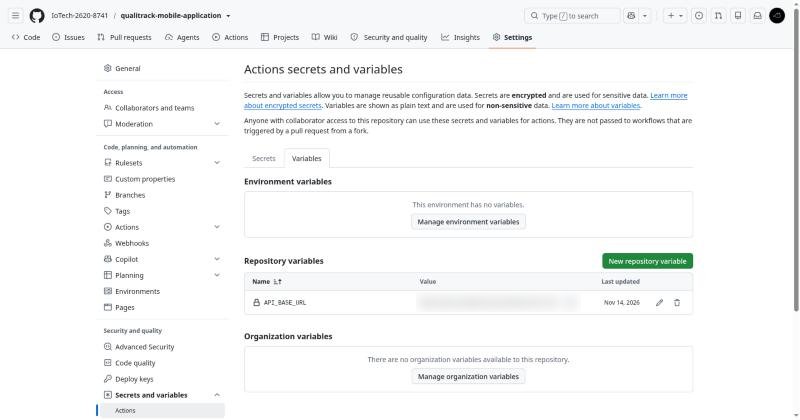 IoTech-2620-8741 / qualitrack-mobile-application
Type / to search
Code Issues Pull requests Agents Actions Projects Wiki Security and quality Insights Settings
General
Access
Collaborators and teams
Moderation
Code, planning, and automation
Rulesets
Custom properties
Branches
Tags
Actions
Webhooks
Copilot
Planning
Environments
Pages
Security and quality
Advanced Security
Code quality
Deploy keys
Secrets and variables
Actions
Actions secrets and variables
Secrets and variables allow you to manage reusable configuration data. Secrets are encrypted and are used for sensitive data. Learn more
about encrypted secrets. Variables are shown as plain text and are used for non-sensitive data. Learn more about variables.
Anyone with collaborator access to this repository can use these secrets and variables for actions. They are not passed to workflows that are
triggered by a pull request from a fork.
Secrets Variables
Environment variables
This environment has no variables.
Manage environment variables
Repository variables
New repository variable
Name Value Last updated
API_BASE_URL Nov 14, 2026
Organization variables
There are no organization variables available to this repository.
Manage organization variables